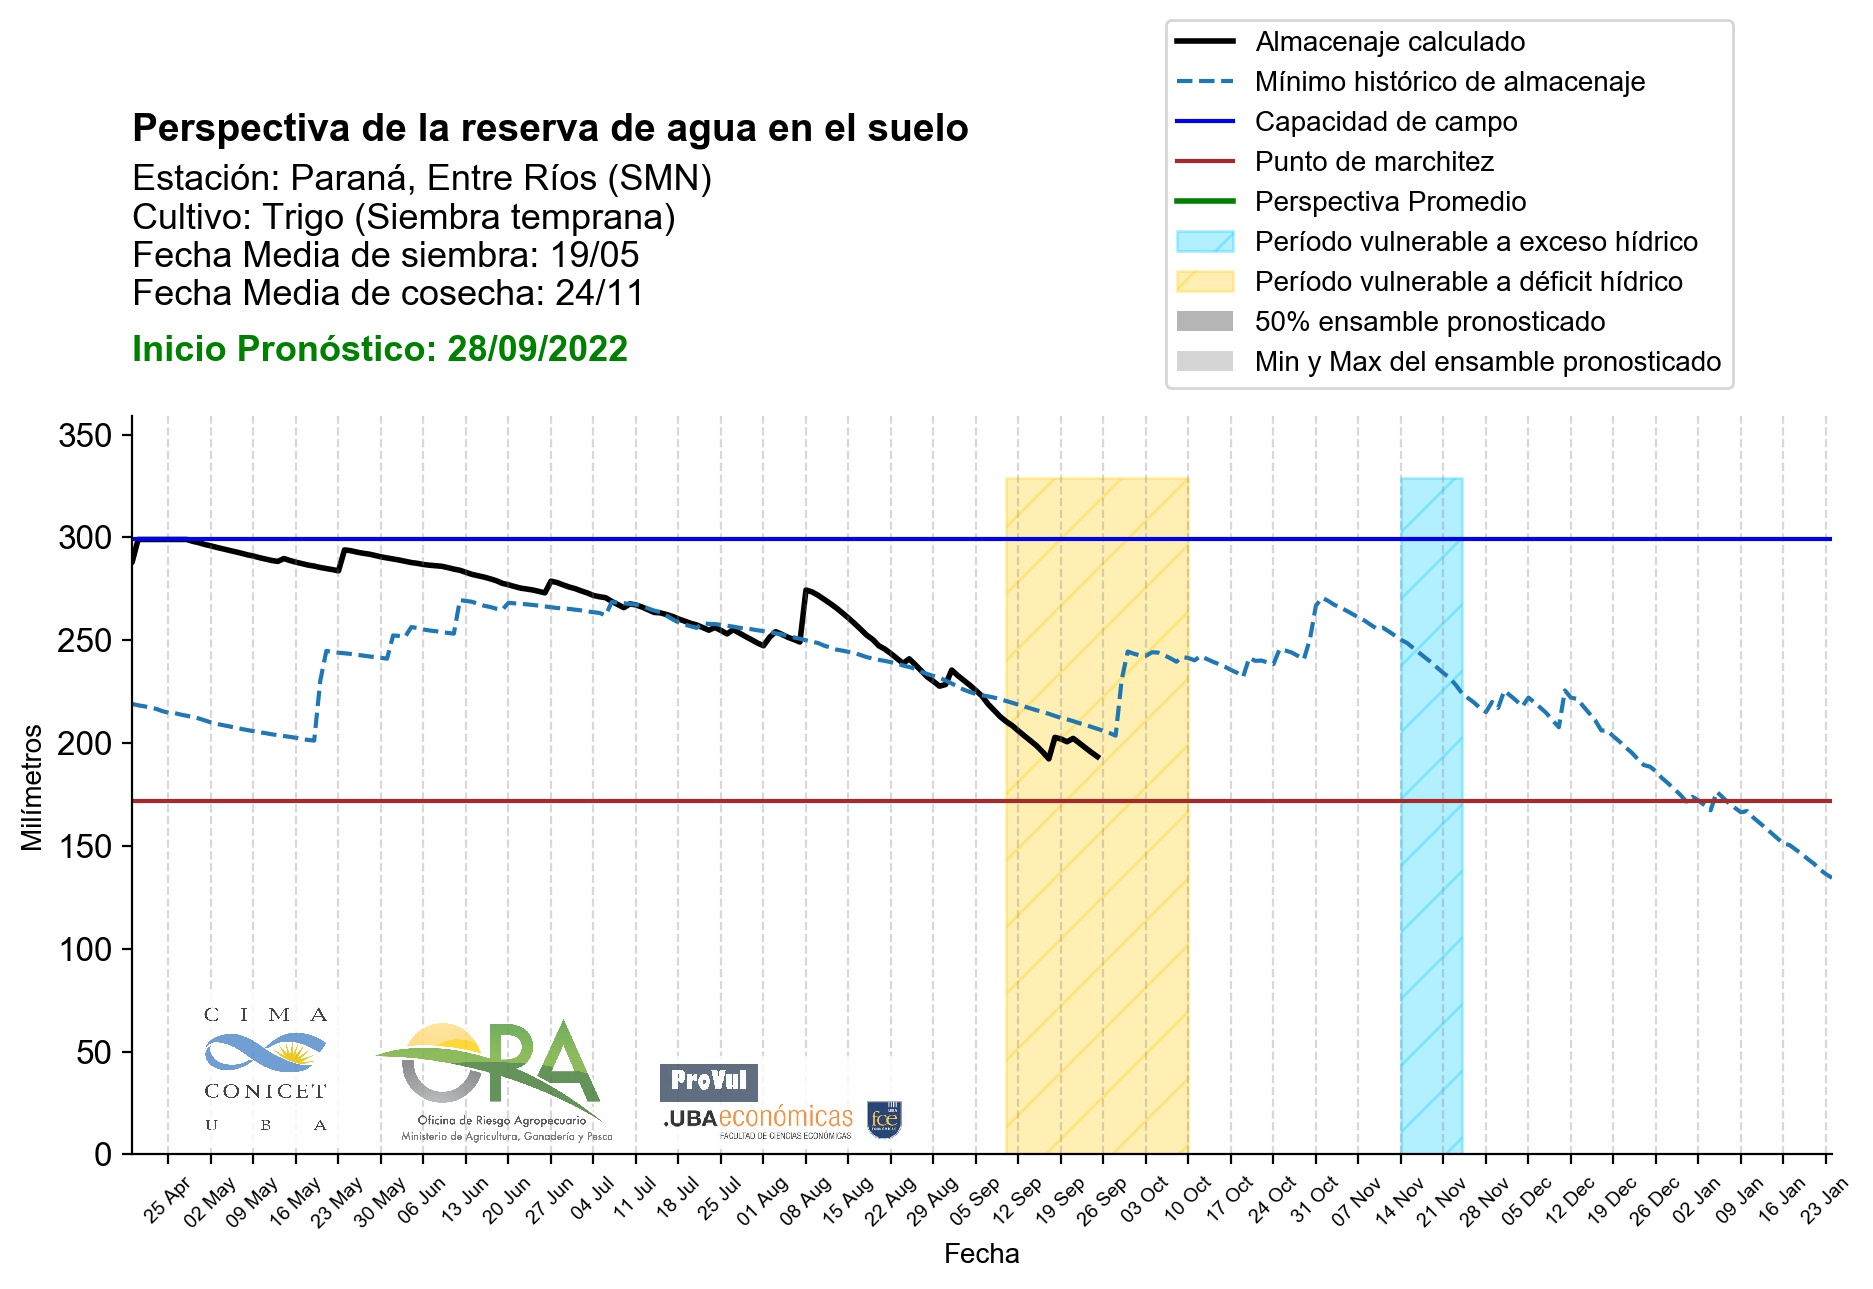 Almacenaje calculado
Mínimo histórico de almacenaje
Capacidad de campo
Punto de marchitez
Perspectiva Promedio
Período vulnerable a exceso hídrico
Período vulnerable a déficit hídrico
50% ensamble pronosticado
Min y Max del ensamble pronosticado
Perspectiva de la reserva de agua en el suelo
Estación: Paraná, Entre Ríos (SMN)
Cultivo: Trigo (Siembra temprana)
Fecha Media de siembra: 19/05
Fecha Media de cosecha: 24/11
Inicio Pronóstico: 28/09/2022
350
300
250
200
150
100
50
0
Milímetros
CIMA
CONICET
UBA
ORA
Oficina de Riesgo Agropecuario
Ministerio de Agricultura, Ganadería y Pesca
ProVul
.UBAeconómicas
FACULTAD DE CIENCIAS ECONÓMICAS
UBA
fce
ECONÓMICAS
25 Apr
02 May
09 May
16 May
23 May
30 May
06 Jun
13 Jun
20 Jun
27 Jun
04 Jul
11 Jul
18 Jul
25 Jul
01 Aug
08 Aug
15 Aug
22 Aug
29 Aug
05 Sep
12 Sep
19 Sep
26 Sep
03 Oct
10 Oct
17 Oct
24 Oct
31 Oct
07 Nov
14 Nov
21 Nov
28 Nov
05 Dec
12 Dec
19 Dec
26 Dec
02 Jan
09 Jan
16 Jan
23 Jan
Fecha